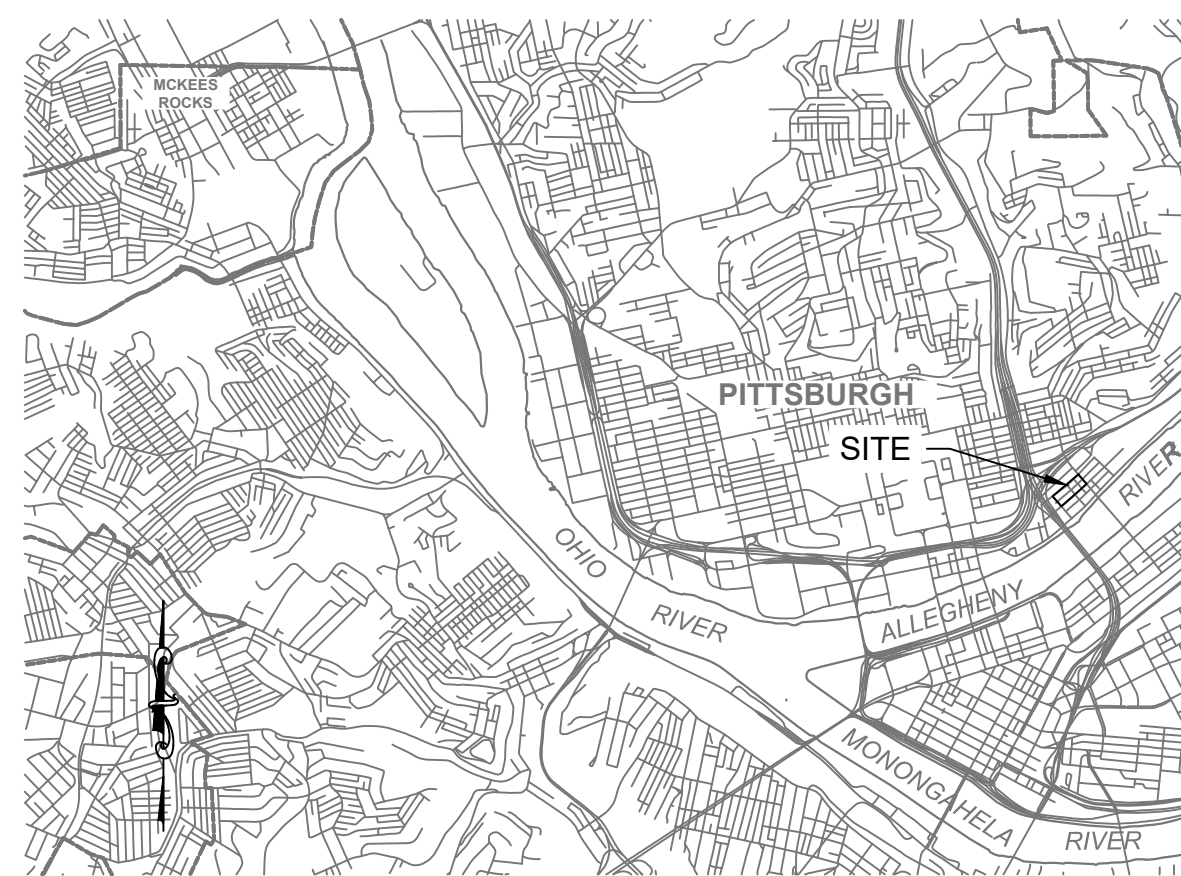 MCKEES
ROCKS
PITTSBURGH
SITE
RIVER
OHIO
RIVER
ALLEGHENY
MONONGAHELA
RIVER